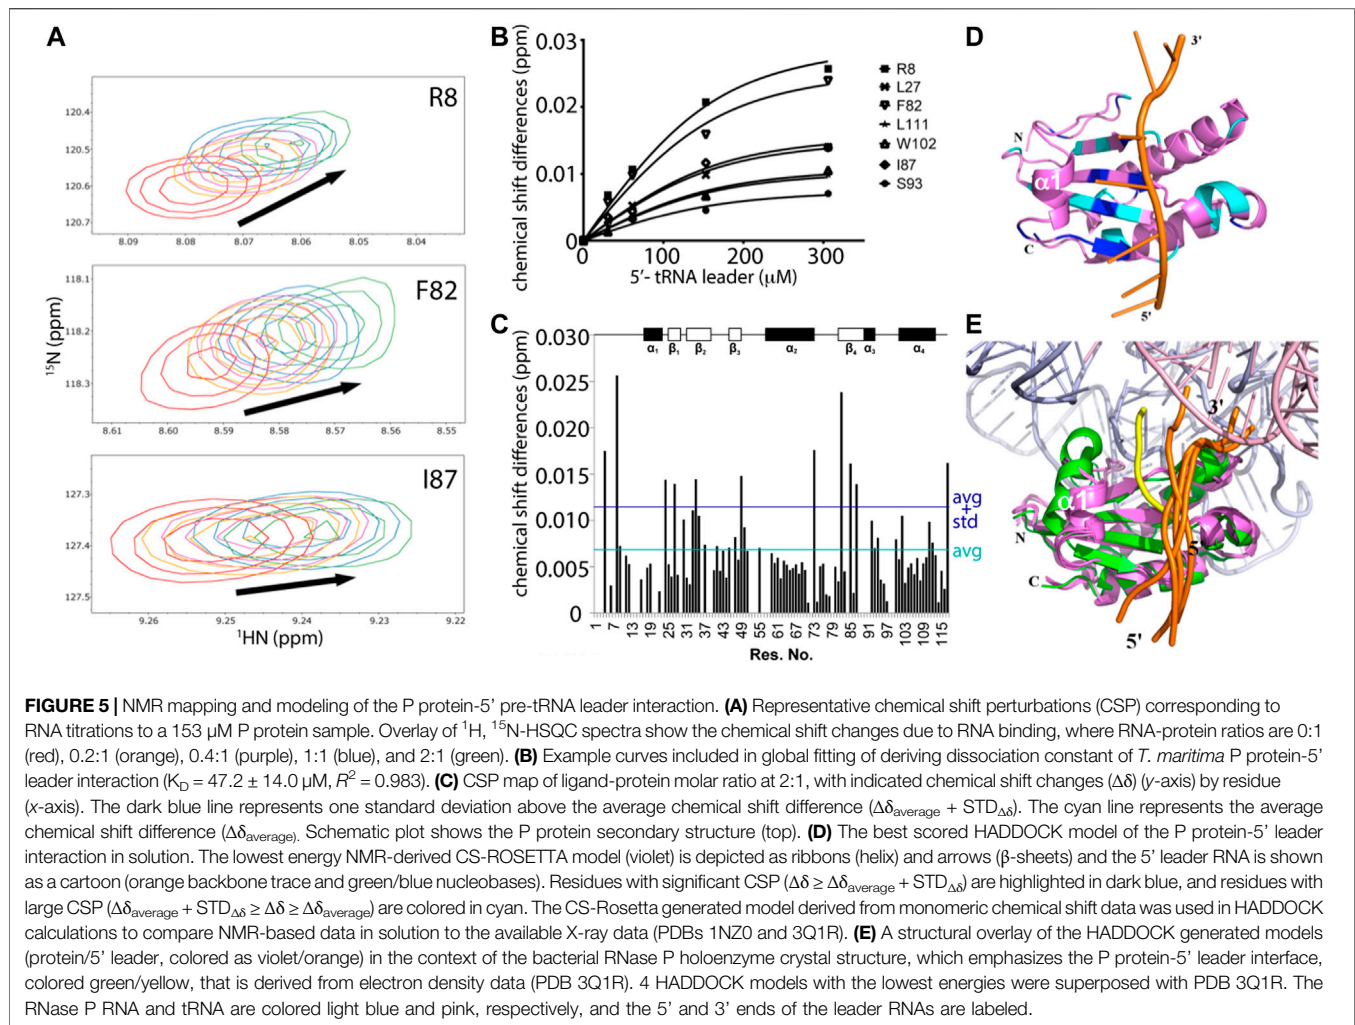 A
R8
120.4
120.5
120.6
120.7
8.09 8.08 8.07 8.06 8.05 8.04
F82
118.1
118.2
118.3
8.61 8.60 8.59 8.58 8.57 8.56 8.55
I87
127.3
127.4
127.5
9.26 9.25 9.24 9.23 9.22
¹⁵N (ppm)
¹HN (ppm)
B
chemical shift differences (ppm)
0.03
0.02
0.01
0
0 100 200 300
5′- tRNA leader (μM)
R8
L27
F82
L111
W102
I87
S93
C
chemical shift differences (ppm)
α₁ β₁ β₂ β₃ α₂ β₄ α₃ α₄
0.030
0.025
0.020
0.015
0.010
0.005
0
avg
+
std
avg
1 7 13 19 25 31 37 43 49 55 61 67 73 79 85 91 97 103 109 115
Res. No.
D
3'
N
α1
C
5'
E
3'
α1
N
5'
C
5'
FIGURE 5 | NMR mapping and modeling of the P protein-5′ pre-tRNA leader interaction. (A) Representative chemical shift perturbations (CSP) corresponding to
RNA titrations to a 153 μM P protein sample. Overlay of ¹H, ¹⁵N-HSQC spectra show the chemical shift changes due to RNA binding, where RNA-protein ratios are 0:1
(red), 0.2:1 (orange), 0.4:1 (purple), 1:1 (blue), and 2:1 (green). (B) Example curves included in global fitting of deriving dissociation constant of T. maritima P protein-5′
leader interaction (K_D = 47.2 ± 14.0 μM, R² = 0.983). (C) CSP map of ligand-protein molar ratio at 2:1, with indicated chemical shift changes (Δδ) (y-axis) by residue
(x-axis). The dark blue line represents one standard deviation above the average chemical shift difference (Δδ_average + STD_Δδ). The cyan line represents the average
chemical shift difference (Δδ_average). Schematic plot shows the P protein secondary structure (top). (D) The best scored HADDOCK model of the P protein-5′ leader
interaction in solution. The lowest energy NMR-derived CS-ROSETTA model (violet) is depicted as ribbons (helix) and arrows (β-sheets) and the 5′ leader RNA is shown
as a cartoon (orange backbone trace and green/blue nucleobases). Residues with significant CSP (Δδ ≥ Δδ_average + STD_Δδ) are highlighted in dark blue, and residues with
large CSP (Δδ_average + STD_Δδ ≥ Δδ ≥ Δδ_average) are colored in cyan. The CS-Rosetta generated model derived from monomeric chemical shift data was used in HADDOCK
calculations to compare NMR-based data in solution to the available X-ray data (PDBs 1NZ0 and 3Q1R). (E) A structural overlay of the HADDOCK generated models
(protein/5′ leader, colored as violet/orange) in the context of the bacterial RNase P holoenzyme crystal structure, which emphasizes the P protein-5′ leader interface,
colored green/yellow, that is derived from electron density data (PDB 3Q1R). 4 HADDOCK models with the lowest energies were superposed with PDB 3Q1R. The
RNase P RNA and tRNA are colored light blue and pink, respectively, and the 5′ and 3′ ends of the leader RNAs are labeled.